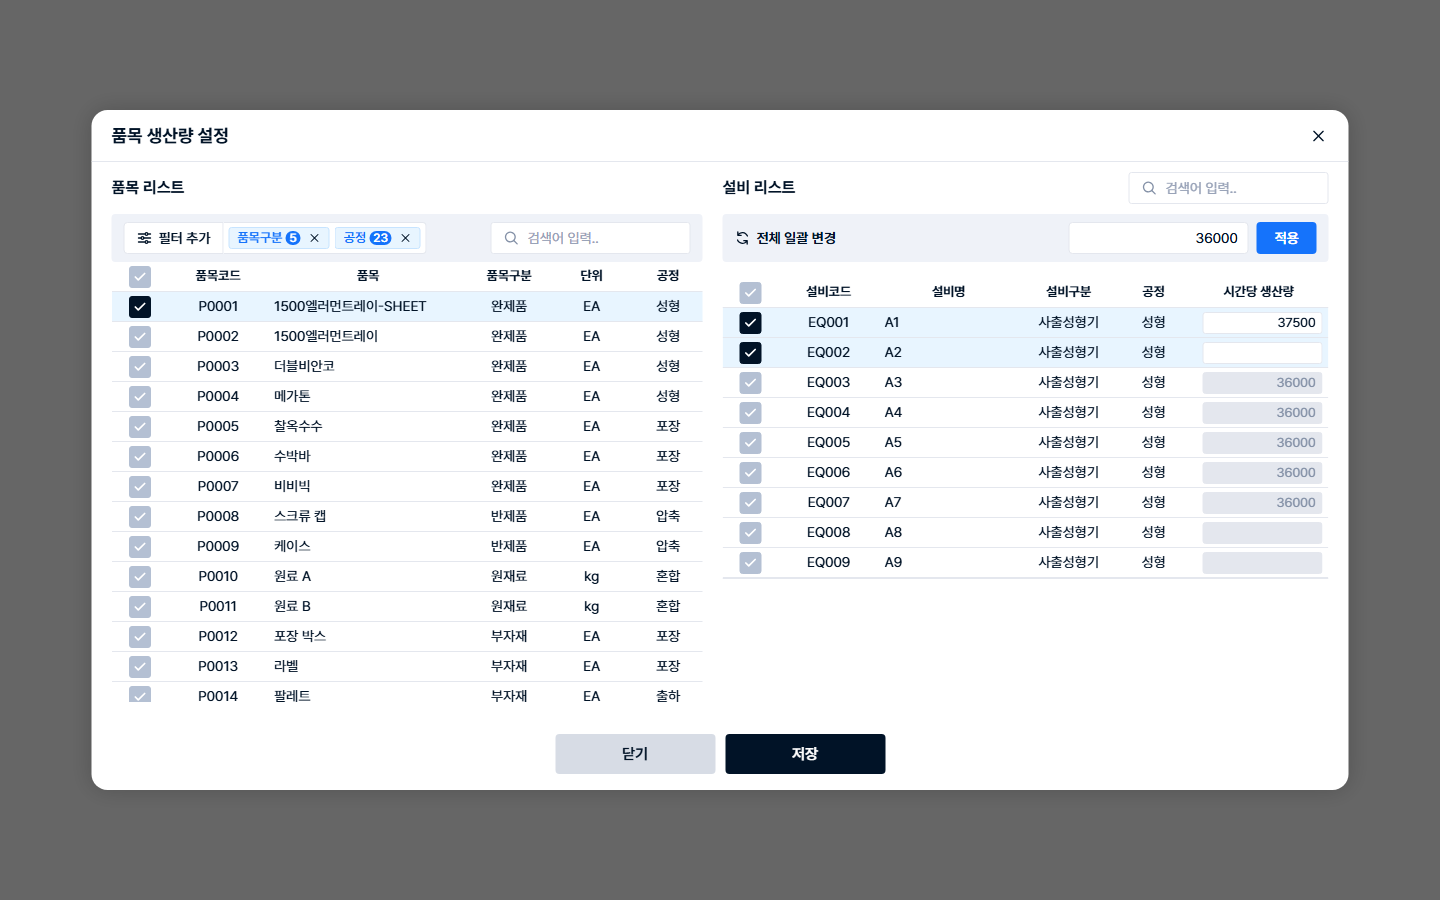 품목 생산량 설정
품목 리스트
필터 추가 품목구분 5 공정 23 검색어 입력..
품목코드 품목 품목구분 단위 공정
P0001 1500엘러먼트레이-SHEET 완제품 EA 성형
P0002 1500엘러먼트레이 완제품 EA 성형
P0003 더블비안코 완제품 EA 성형
P0004 메가톤 완제품 EA 성형
P0005 찰옥수수 완제품 EA 포장
P0006 수박바 완제품 EA 포장
P0007 비비빅 완제품 EA 포장
P0008 스크류 캡 반제품 EA 압축
P0009 케이스 반제품 EA 압축
P0010 원료 A 원재료 kg 혼합
P0011 원료 B 원재료 kg 혼합
P0012 포장 박스 부자재 EA 포장
P0013 라벨 부자재 EA 포장
P0014 팔레트 부자재 EA 출하
설비 리스트 검색어 입력..
전체 일괄 변경 36000 적용
설비코드 설비명 설비구분 공정 시간당 생산량
EQ001 A1 사출성형기 성형 37500
EQ002 A2 사출성형기 성형
EQ003 A3 사출성형기 성형 36000
EQ004 A4 사출성형기 성형 36000
EQ005 A5 사출성형기 성형 36000
EQ006 A6 사출성형기 성형 36000
EQ007 A7 사출성형기 성형 36000
EQ008 A8 사출성형기 성형
EQ009 A9 사출성형기 성형
닫기 저장